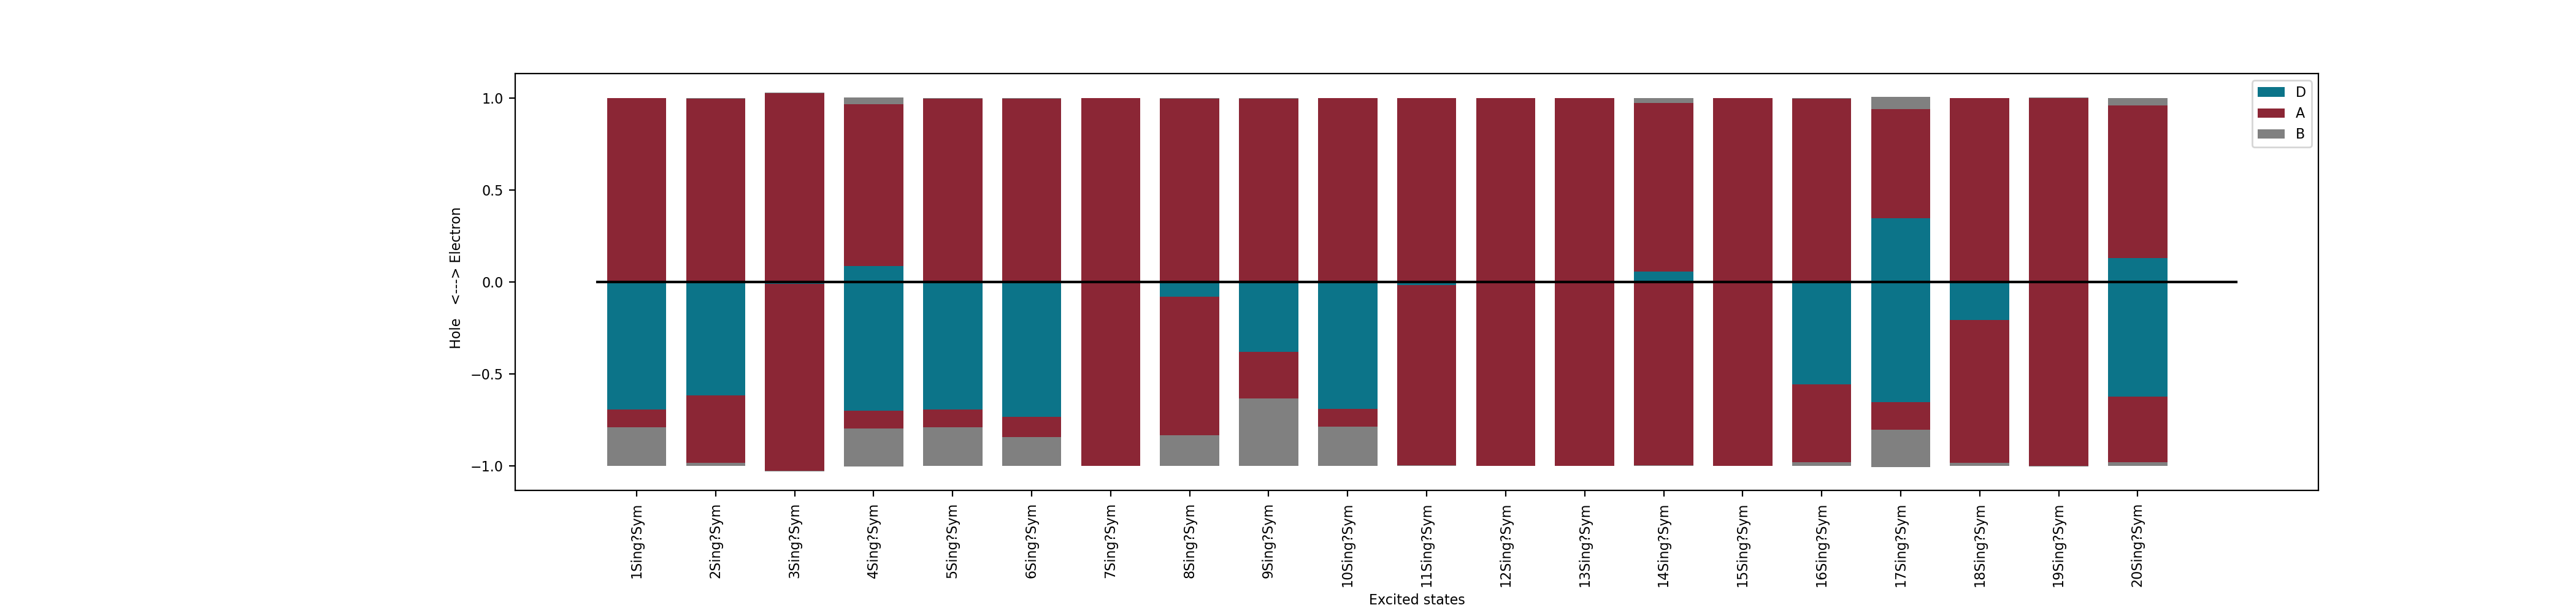 D
A
B
1.0
0.5
0.0
−0.5
−1.0
Hole <----> Electron
1Sing?Sym
2Sing?Sym
3Sing?Sym
4Sing?Sym
5Sing?Sym
6Sing?Sym
7Sing?Sym
8Sing?Sym
9Sing?Sym
10Sing?Sym
11Sing?Sym
12Sing?Sym
13Sing?Sym
14Sing?Sym
15Sing?Sym
16Sing?Sym
17Sing?Sym
18Sing?Sym
19Sing?Sym
20Sing?Sym
Excited states